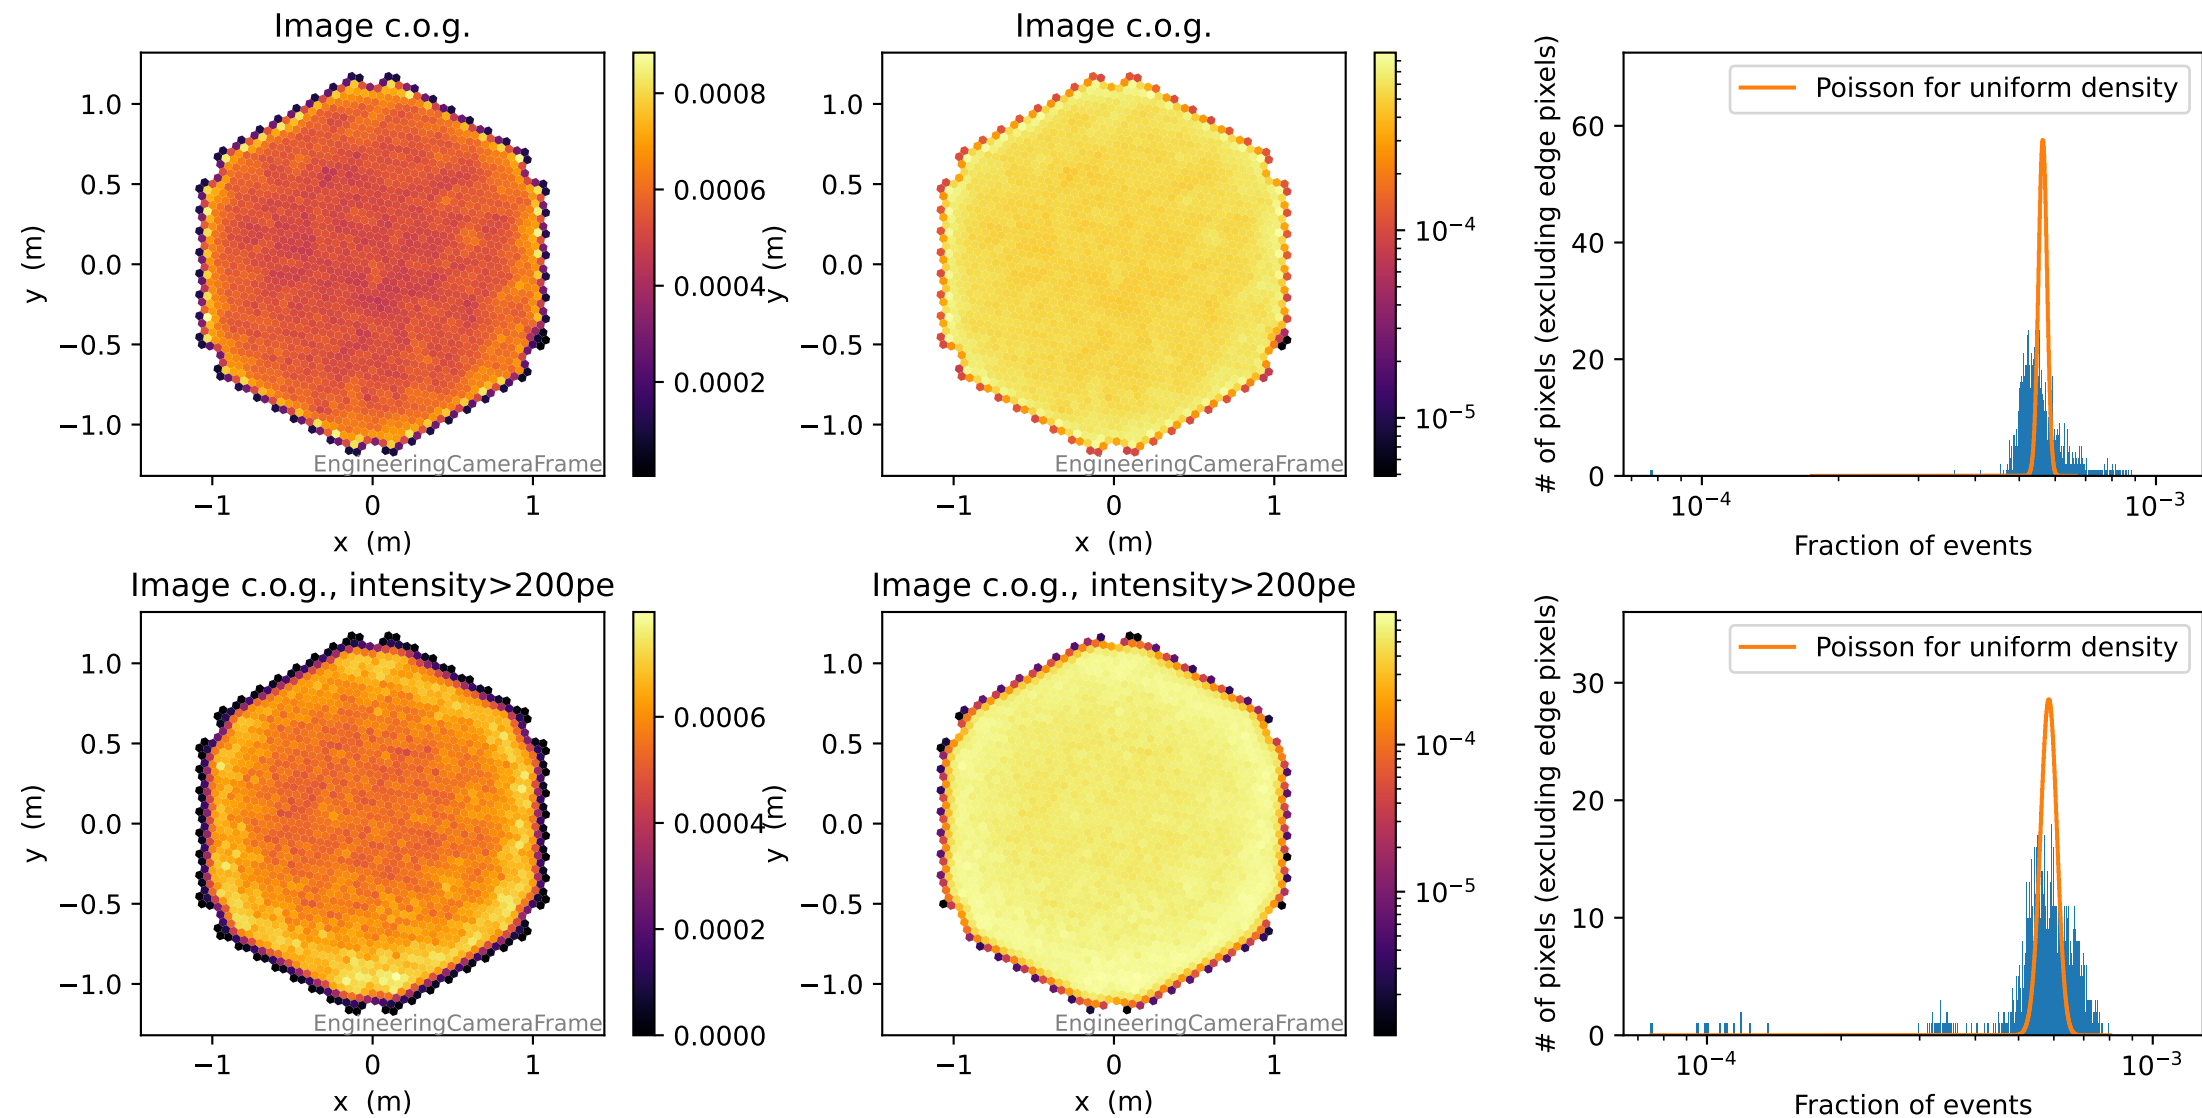 Image c.o.g.
1.0
0.5
0.0
−0.5
−1.0
y (m)
−1
0
1
x (m)
EngineeringCameraFrame
0.0008
0.0006
0.0004
0.0002
Image c.o.g.
1.0
0.5
0.0
−0.5
−1.0
y (m)
−1
0
1
x (m)
EngineeringCameraFrame
10⁻⁴
10⁻⁵
# of pixels (excluding edge pixels)
60
40
20
0
Poisson for uniform density
10⁻⁴
10⁻³
Fraction of events
Image c.o.g., intensity>200pe
1.0
0.5
0.0
−0.5
−1.0
y (m)
−1
0
1
x (m)
EngineeringCameraFrame
0.0006
0.0004
0.0002
0.0000
Image c.o.g., intensity>200pe
1.0
0.5
0.0
−0.5
−1.0
y (m)
−1
0
1
x (m)
EngineeringCameraFrame
10⁻⁴
10⁻⁵
# of pixels (excluding edge pixels)
30
20
10
0
Poisson for uniform density
10⁻⁴
10⁻³
Fraction of events